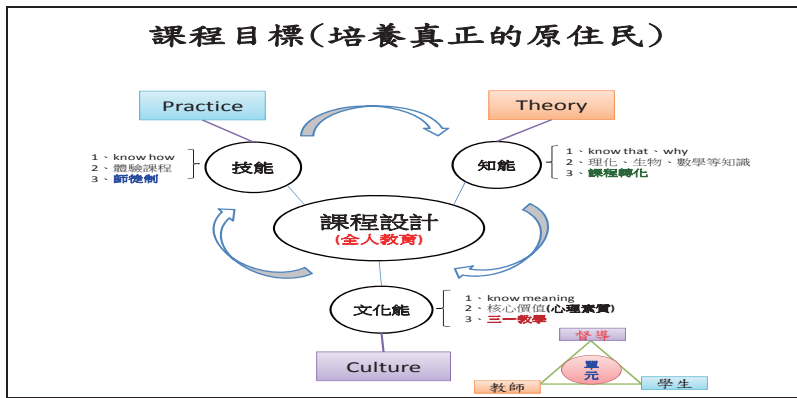 課程目標(培養真正的原住民)
Practice
Theory
1、know how
2、體驗課程
3、師徒制
技能
知能
1、know that、why
2、理化、生物、數學等知識
3、課程轉化
課程設計
(全人教育)
文化能
1、know meaning
2、核心價值(心理素質)
3、三一教學
Culture
督導
單
元
教師
學生